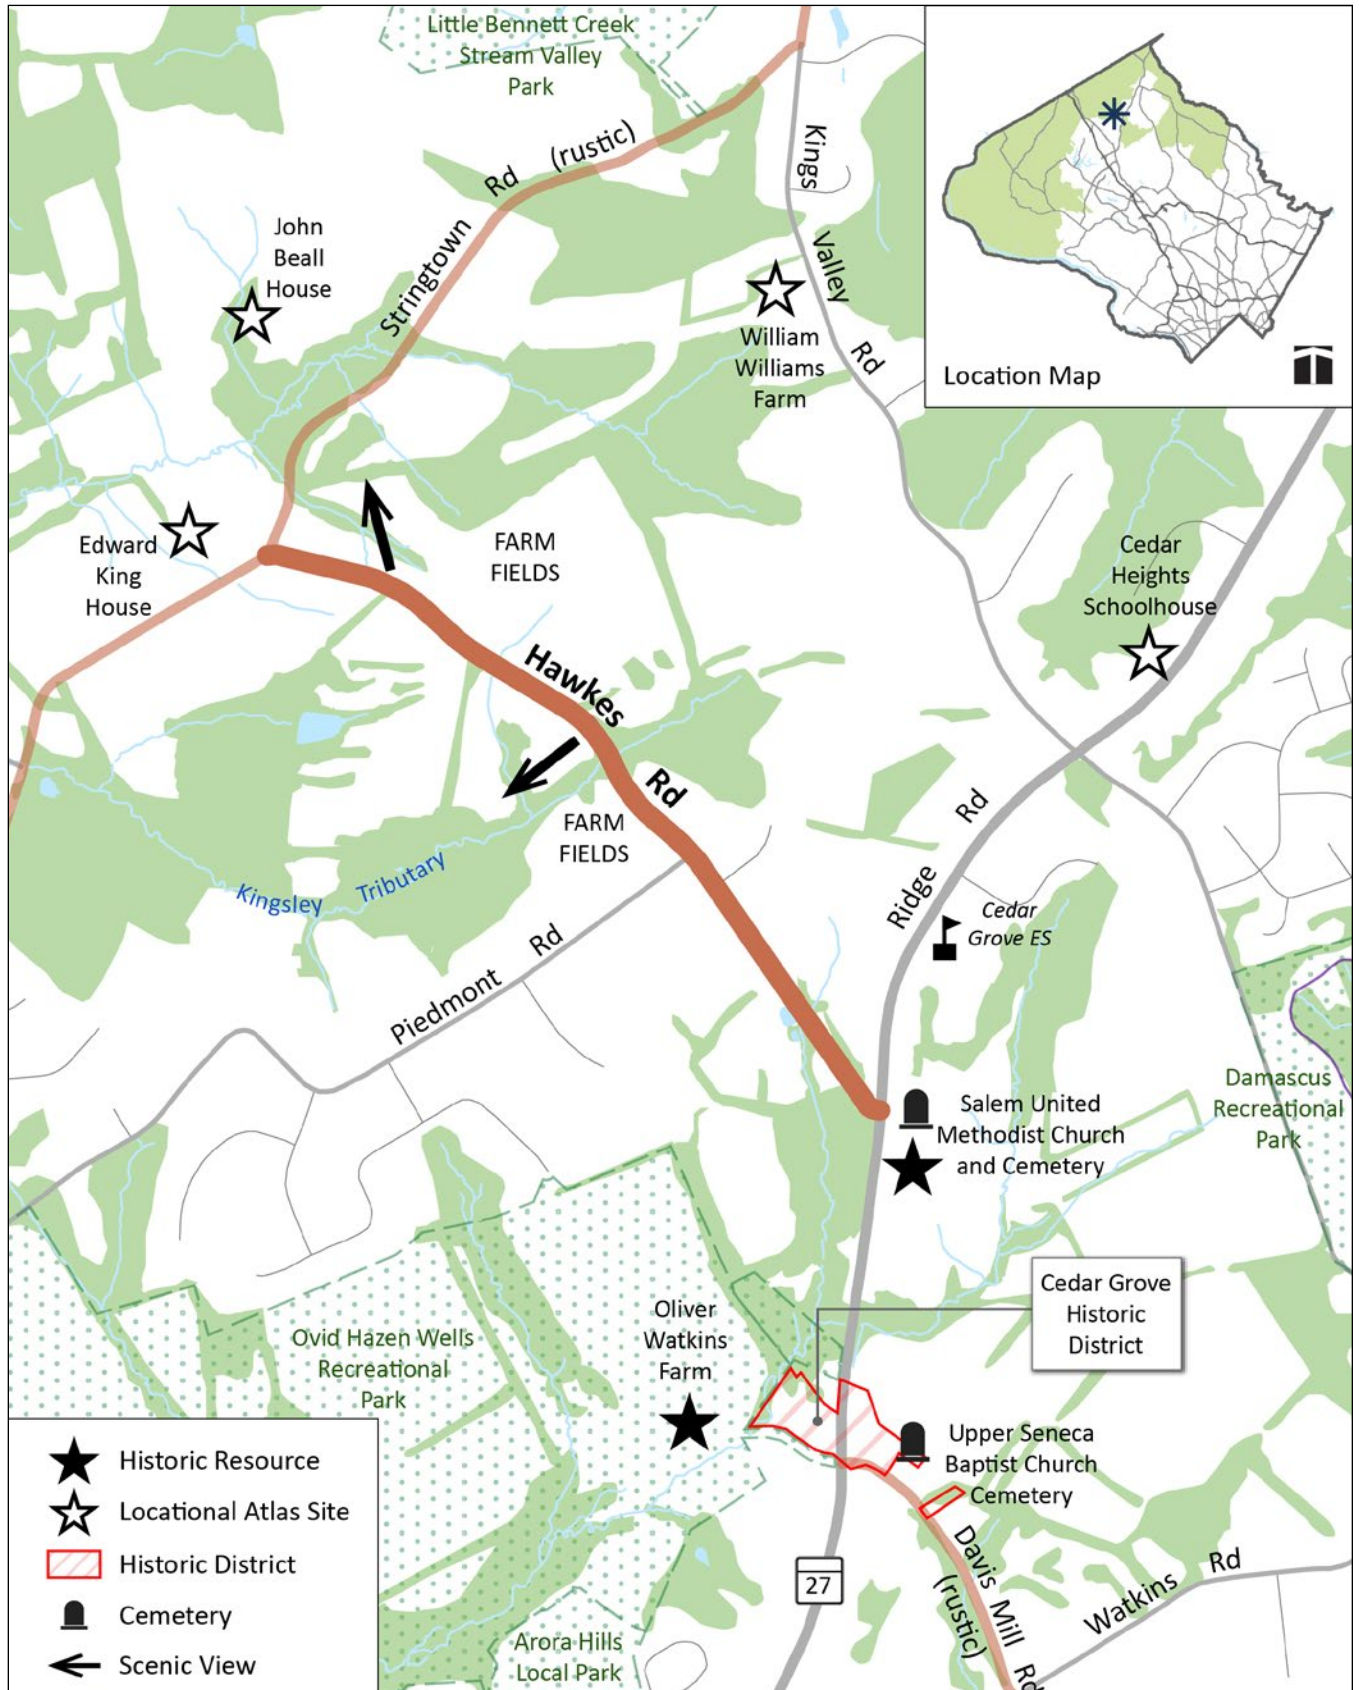 Little Bennett Creek
Stream Valley
Park
Stringtown Rd (rustic)
Kings Valley Rd
Location Map
John
Beall
House
William
Williams
Farm
Edward
King
House
FARM
FIELDS
Cedar
Heights
Schoolhouse
Hawkes Rd
FARM
FIELDS
Kingsley Tributary
Ridge Rd
Cedar
Grove ES
Piedmont Rd
Salem United
Methodist Church
and Cemetery
Damascus
Recreational
Park
Cedar Grove
Historic
District
Oliver
Watkins
Farm
Ovid Hazen Wells
Recreational
Park
Upper Seneca
Baptist Church
Cemetery
Davis Mill Rd
(rustic)
Watkins Rd
27
Arora Hills
Local Park
Historic Resource
Locational Atlas Site
Historic District
Cemetery
Scenic View